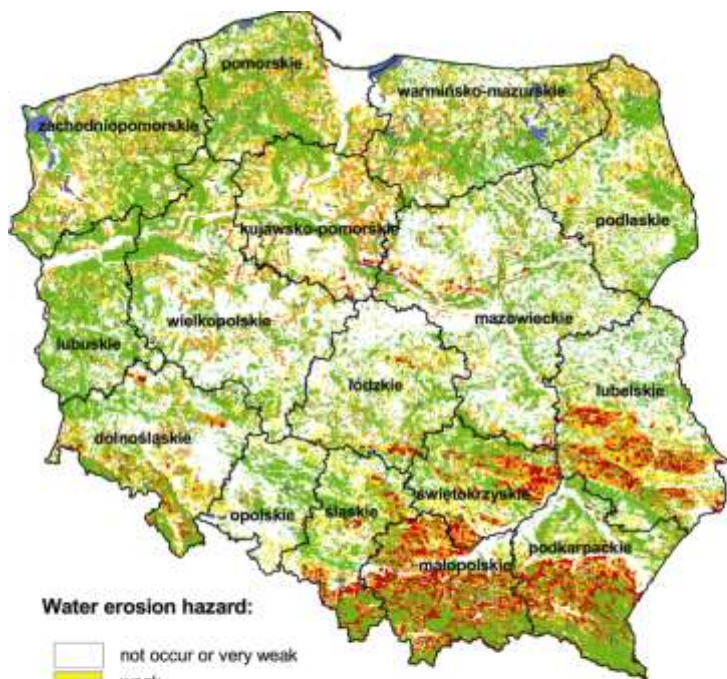 pomorskie
warmińsko-mazurskie
zachodniopomorskie
podlaskie
kujawsko-pomorskie
mazowieckie
wielkopolskie
lubuskie
łódzkie
lubelskie
dolnośląskie
świętokrzyskie
opolskie
śląskie
podkarpackie
małopolskie
Water erosion hazard:
not occur or very weak